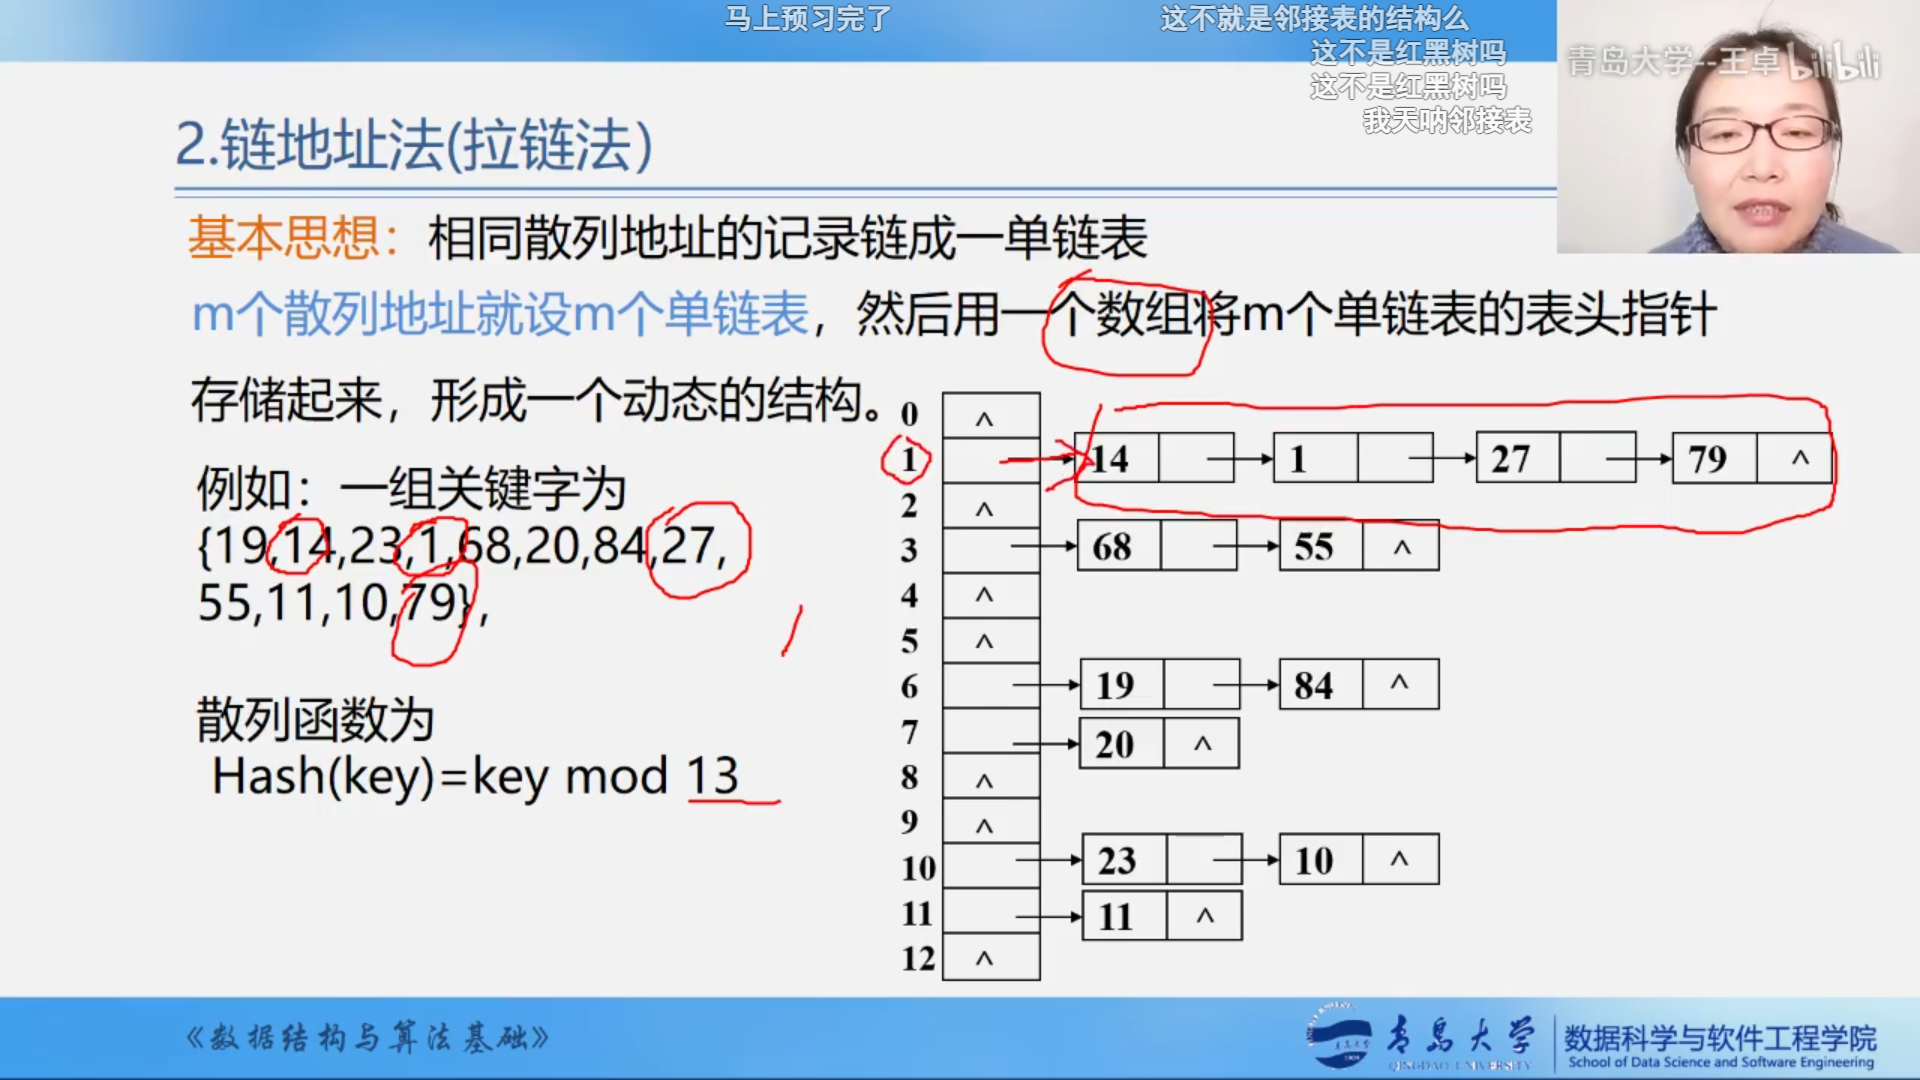 马上预习完了
这不就是邻接表的结构么
这不是红黑树吗
这不是红黑树吗
我天呐邻接表
青岛大学--王卓 bilibili
2.链地址法(拉链法)
基本思想：相同散列地址的记录链成一单链表
m个散列地址就设m个单链表，然后用一个数组将m个单链表的表头指针
存储起来，形成一个动态的结构。
例如：一组关键字为
{19,14,23,1,68,20,84,27,
55,11,10,79},
散列函数为
Hash(key)=key mod 13
0 ^
1 14 1 27 79 ^
2 ^
3 68 55 ^
4 ^
5 ^
6 19 84 ^
7 20 ^
8 ^
9 ^
10 23 10 ^
11 11 ^
12 ^
《数据结构与算法基础》
青岛大学
QINGDAO UNIVERSITY
数据科学与软件工程学院
School of Data Science and Software Engineering